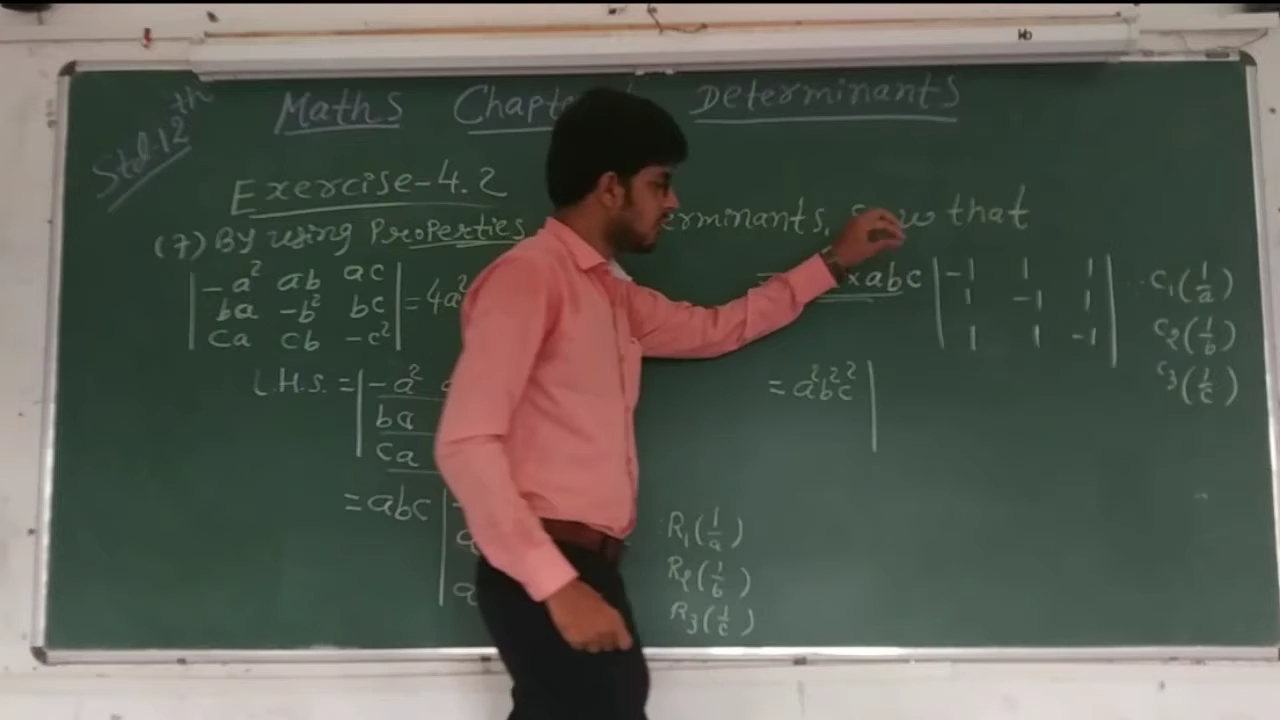 Std-12th
Maths Chapte Determinants
Exercise-4.2
(7) By using Properties erminants, that
| -a² ab ac |
| ba -b² bc | = 4a²
| ca cb -c² |
L.H.S. = | -a²
| ba
| ca
= abc |
R₁(1/a)
R₂(1/b)
R₃(1/c)
×abc | -1 1 1 | C₁(1/a)
| 1 -1 1 | C₂(1/b)
| 1 1 -1 | C₃(1/c)
= a²b²c² |